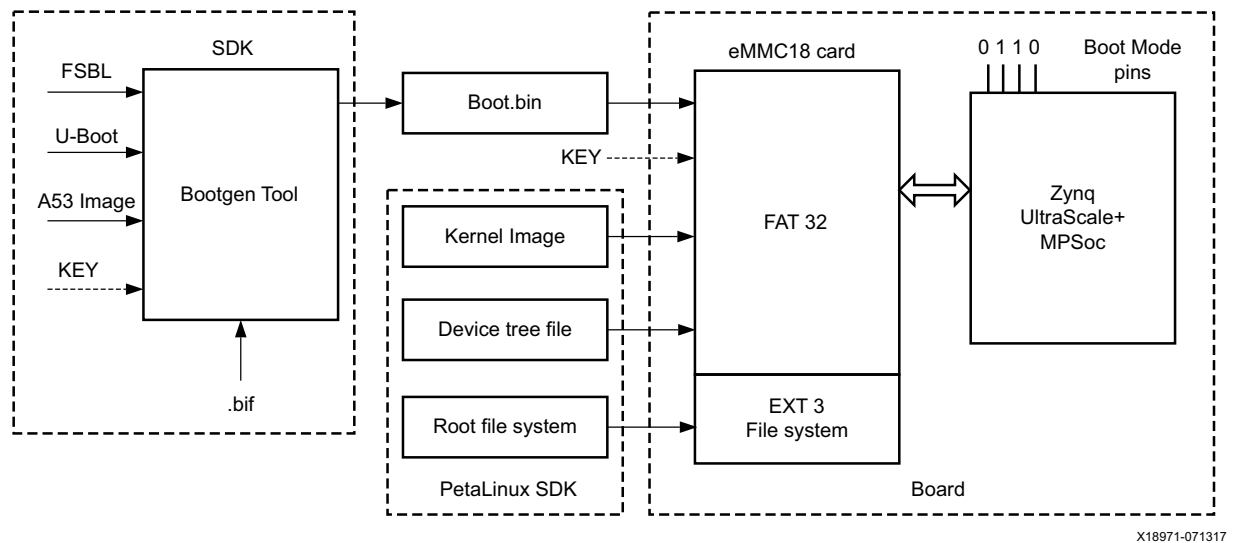 SDK
FSBL
U-Boot
A53 Image
KEY
Bootgen Tool
.bif
Boot.bin
KEY
Kernel Image
Device tree file
Root file system
PetaLinux SDK
eMMC18 card
FAT 32
EXT 3
File system
0 1 1 0
Boot Mode
pins
Zynq
UltraScale+
MPSoc
Board
X18971-071317